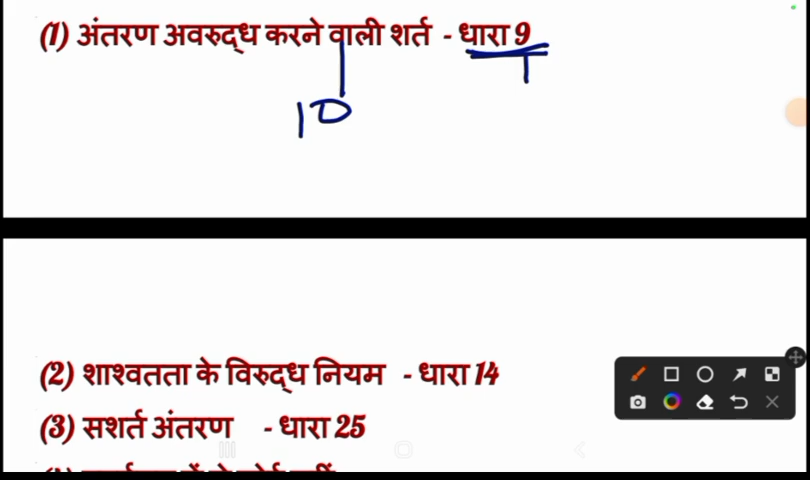 (1) अंतरण अवरुद्ध करने वाली शर्त - धारा 9
10
(2) शाश्वतता के विरुद्ध नियम - धारा 14
(3) सशर्त अंतरण - धारा 25